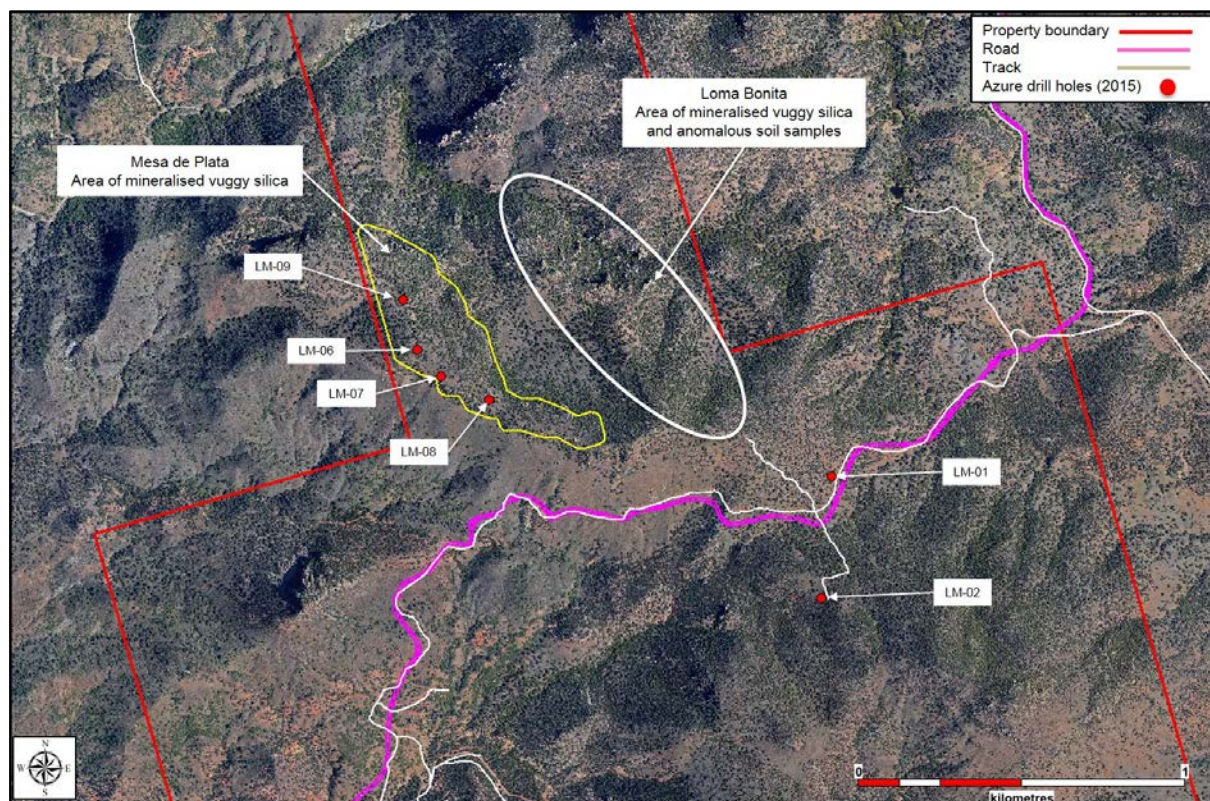 Property boundary
Road
Track
Azure drill holes (2015)
Loma Bonita
Area of mineralised vuggy silica
and anomalous soil samples
Mesa de Plata
Area of mineralised vuggy silica
LM-09
LM-06
LM-07
LM-08
LM-01
LM-02
N
W
E
S
0
1
kilometres